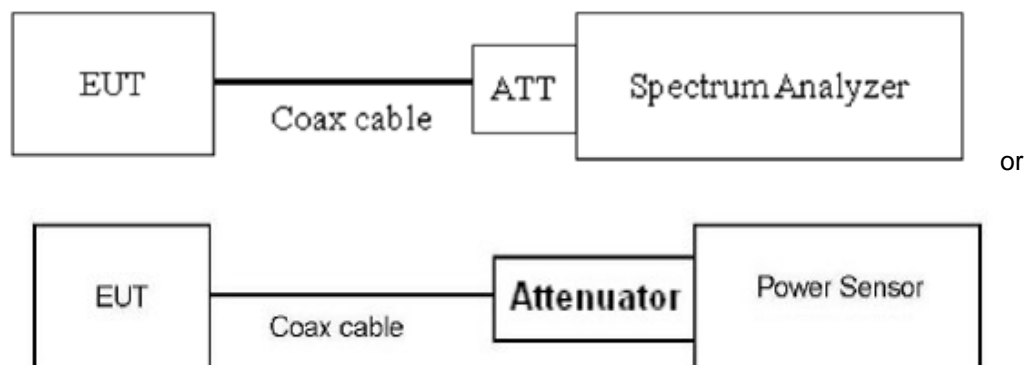 EUT
Coax cable
ATT
Spectrum Analyzer
or
EUT
Coax cable
Attenuator
Power Sensor